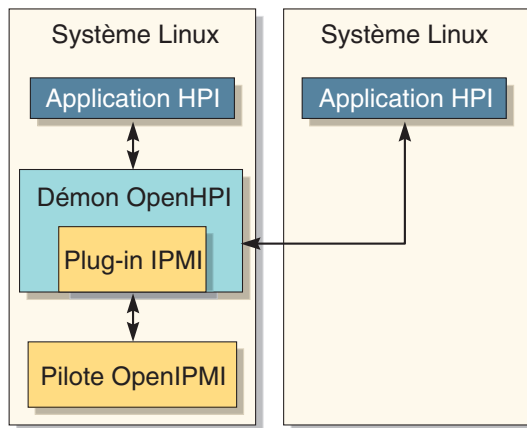 Système Linux
Application HPI
Démon OpenHPI
Plug-in IPMI
Pilote OpenIPMI
Système Linux
Application HPI